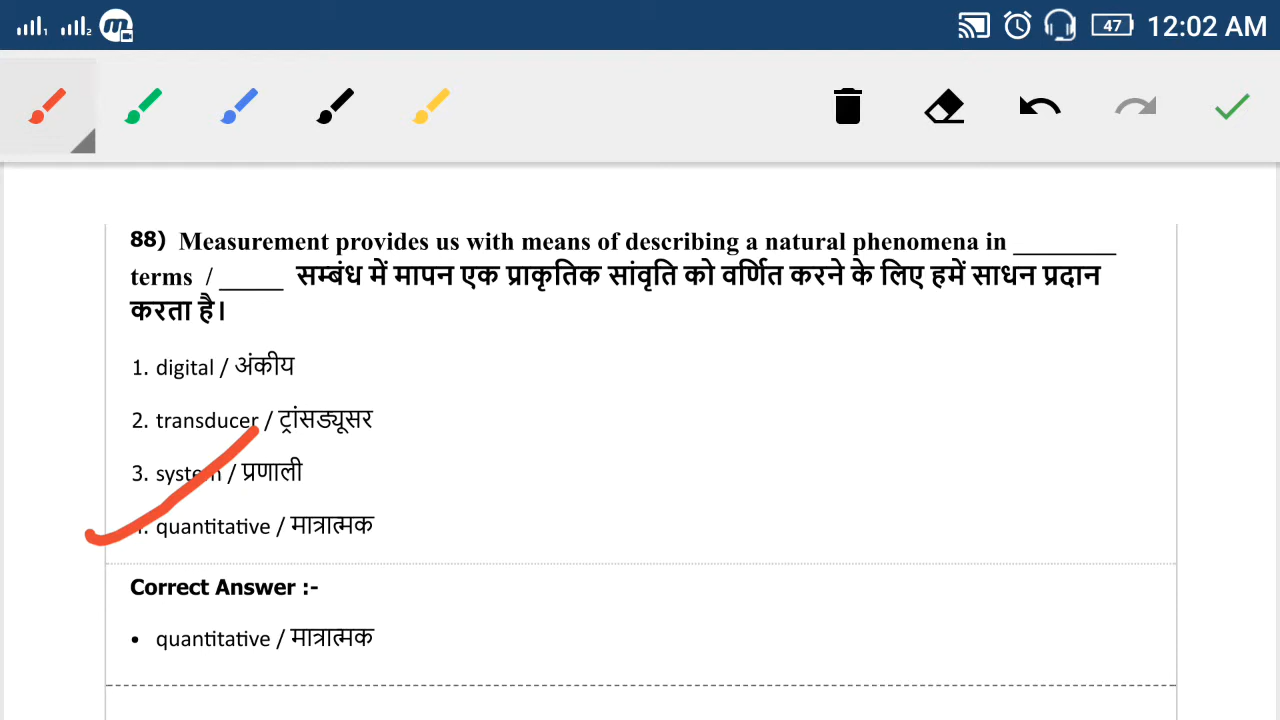 47 12:02 AM
88) Measurement provides us with means of describing a natural phenomena in ________
terms / _____ सम्बंध में मापन एक प्राकृतिक सांवृति को वर्णित करने के लिए हमें साधन प्रदान
करता है।
1. digital / अंकीय
2. transducer / ट्रांसड्यूसर
3. system / प्रणाली
4. quantitative / मात्रात्मक
Correct Answer :-
• quantitative / मात्रात्मक